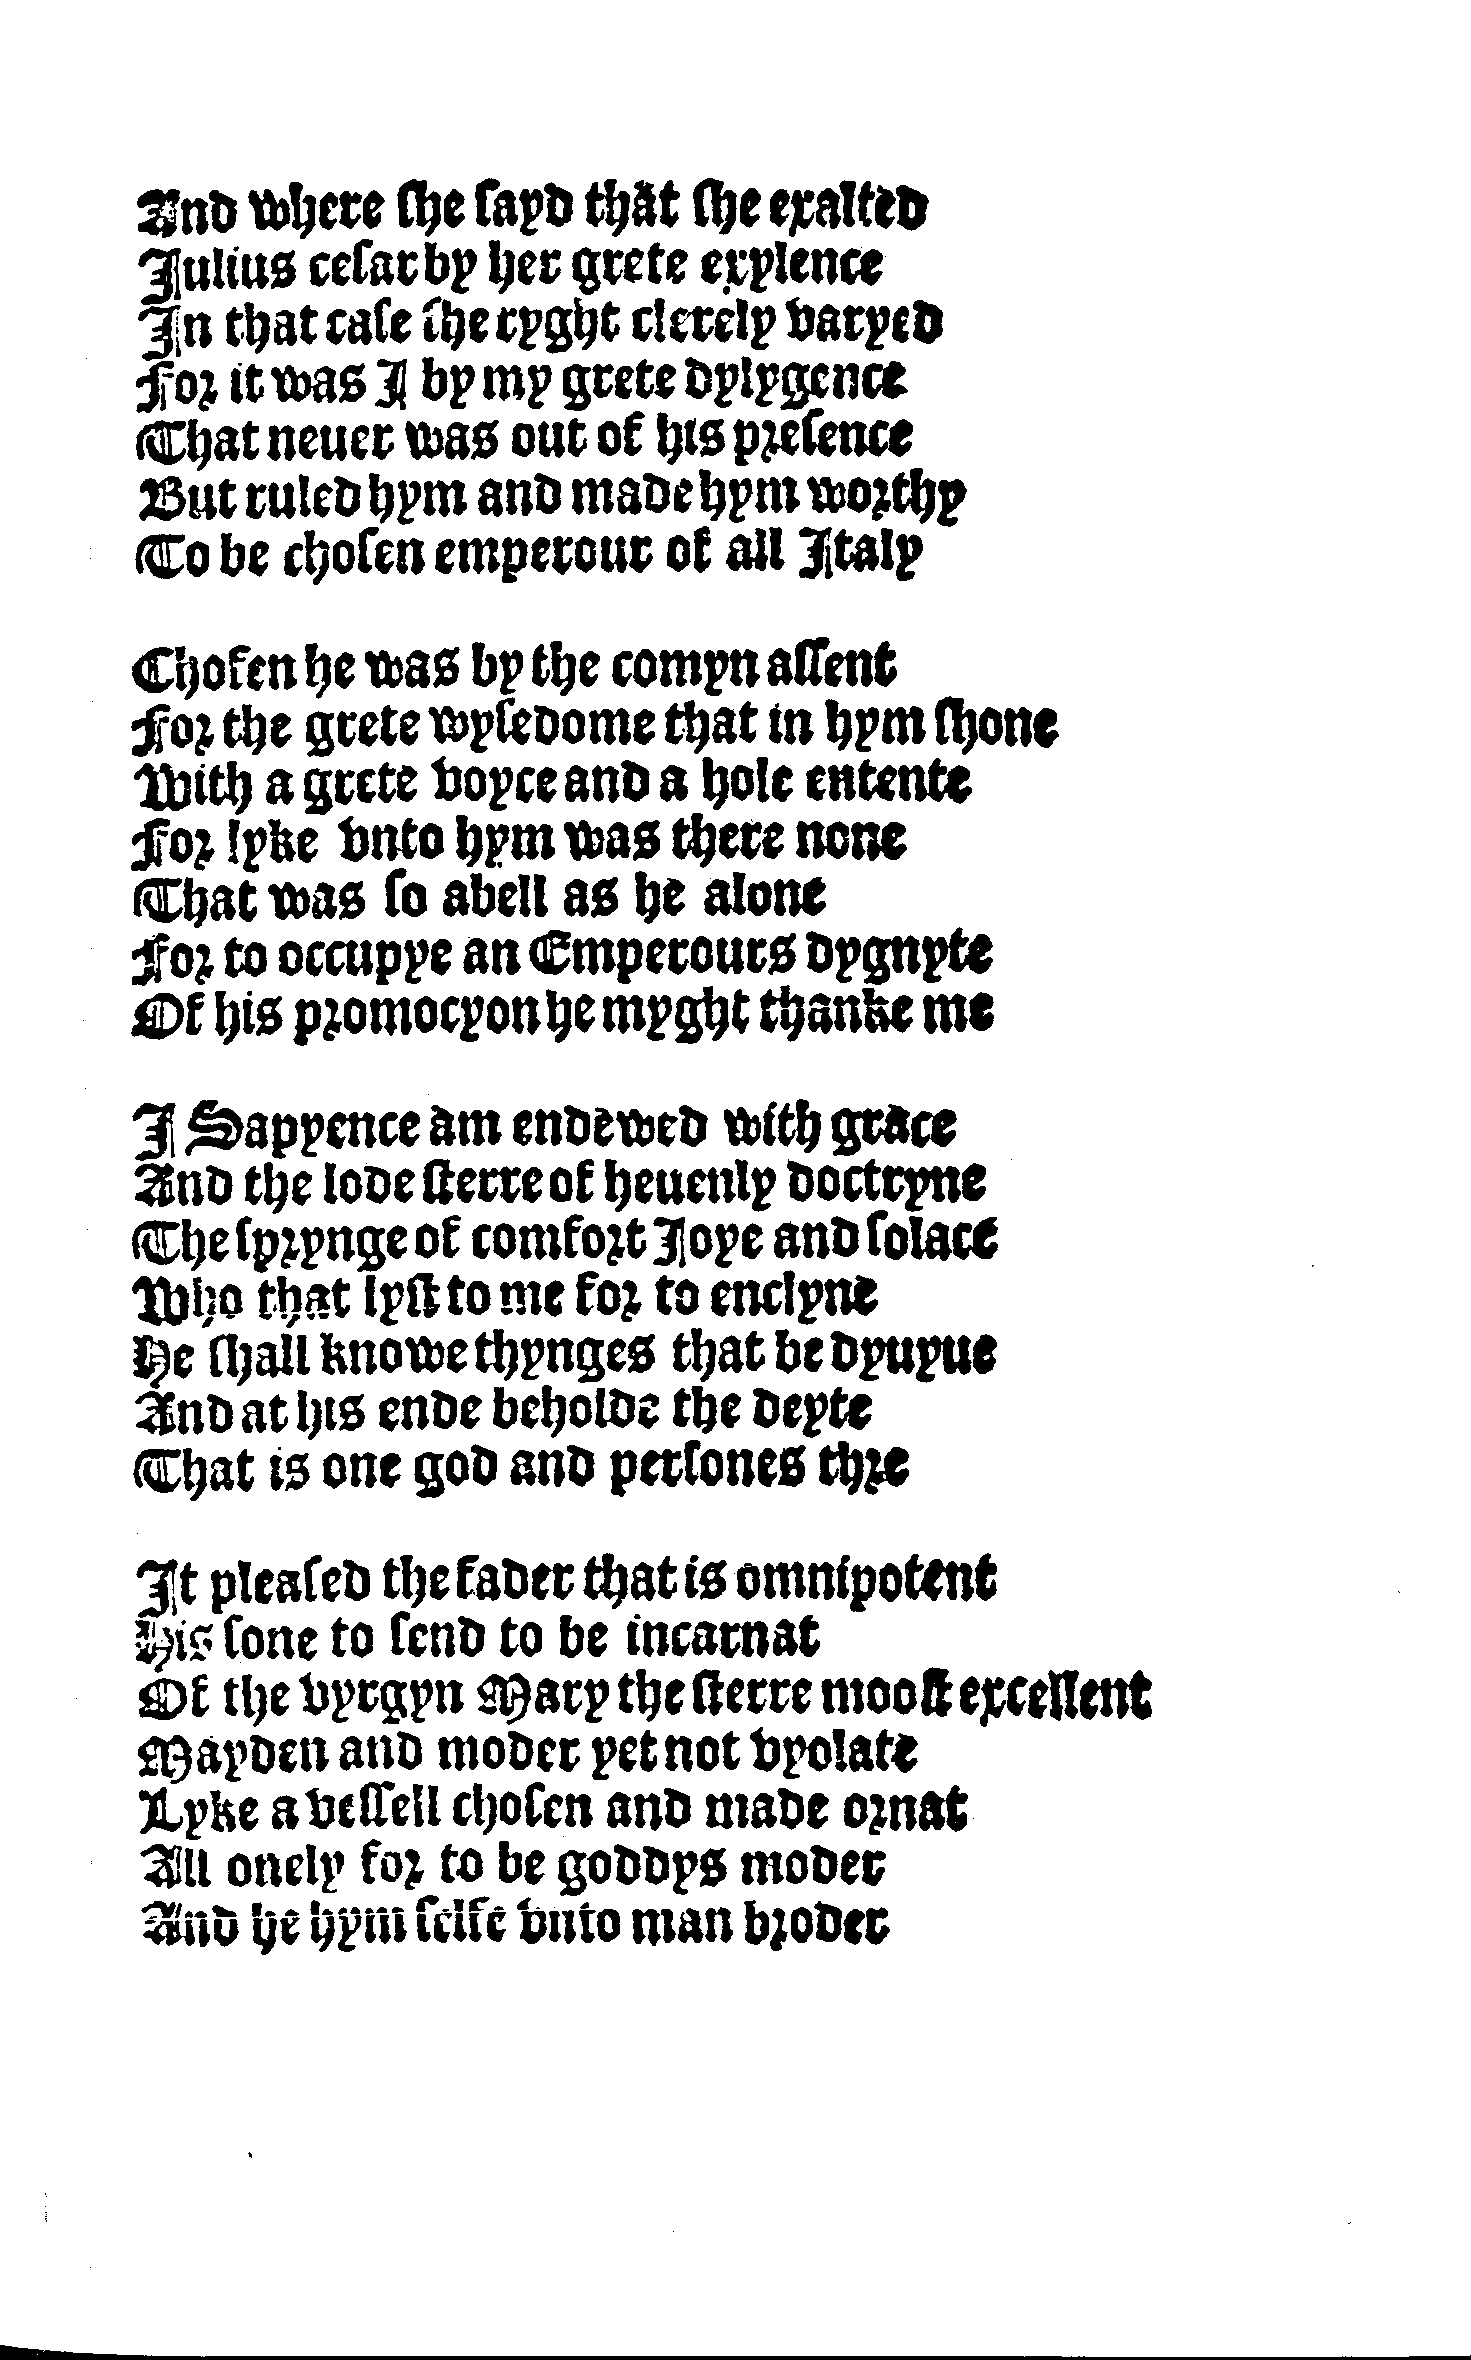 And where ſhe ſayd that ſhe exalted
Julius ceſar by her grete exylence
In that caſe ſhe ryght clerely varyed
For it was I by my grete dylygence
That neuer was out of his preſence
But ruled hym and made hym worthy
To be choſen emperour of all Italy

Chofen he was by the comyn aſſent
For the grete wyſedome that in hym ſhone
With a grete voyce and a hole entente
For lyke vnto hym was there none
That was ſo abell as he alone
For to occupye an Emperours dygnyte
Of his promocyon he myght thanke me

I Sapyence am endewed with grace
And the lode ſterre of heuenly doctryne
The ſprynge of comfort Joye and ſolace
Who that lyſt to me for to enclyne
He ſhall knowe thynges that be dyuyue
And at his ende beholde the deyte
That is one god and perſones thre

It pleaſed the fader that is omnipotent
His ſone to ſend to be incarnat
Of the vyrgyn Mary the ſterre mooſt excellent
Mayden and moder yet not vyolate
Lyke a veſſell choſen and made ornat
All onely for to be goddys moder
And he hym ſelfe vnto man broder